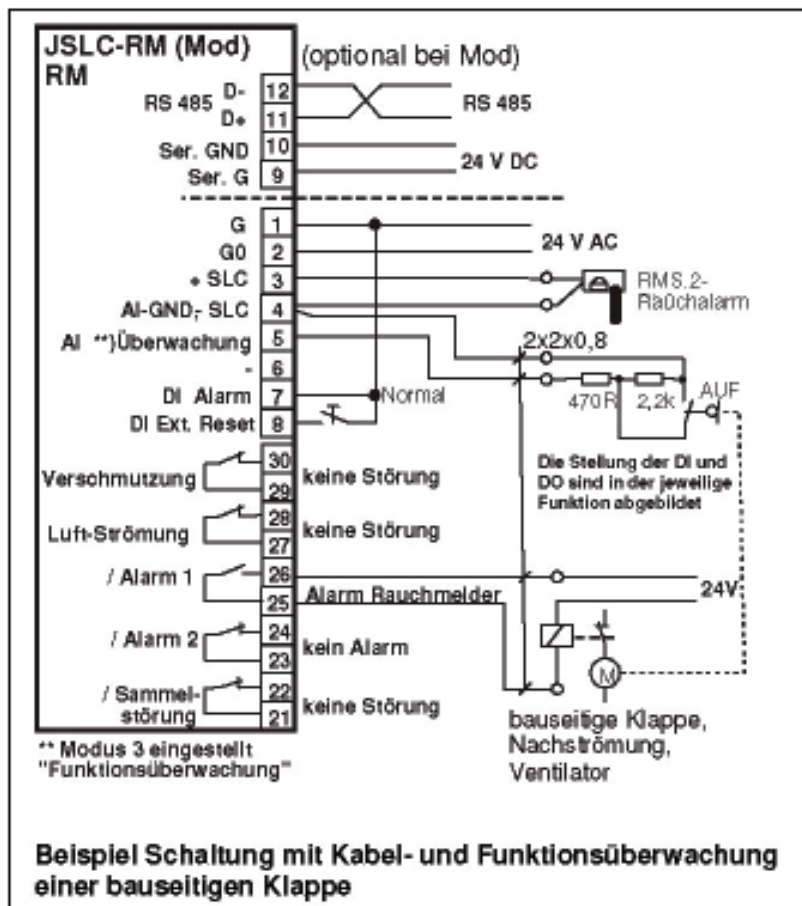 JSLC-RM (Mod)
RM
(optional bei Mod)
RS 485 D- 12 RS 485
D+ 11
Ser. GND 10 24 V DC
Ser. G 9
G 1 24 V AC
G0 2
+ SLC 3 RMS.2-
Raüchalarm
AI-GND,- SLC 4
2x2x0,8
AI **)Überwachung 5
- 6
470R 2,2k AUF
DI Alarm 7 Normal
DI Ext. Reset 8
Die Stellung der DI und
DO sind in der jeweilige
Funktion abgebildet
Verschmutzung 30 keine Störung
29
Luft-Strömung 28 keine Störung
27
/ Alarm 1 26
25 Alarm Rauchmelder
24V
/ Alarm 2 24 kein Alarm
23
M
/ Sammel- 22 keine Störung
störung 21
bauseitige Klappe,
Nachströmung,
Ventilator
** Modus 3 eingestellt
"Funktionsüberwachung"
Beispiel Schaltung mit Kabel- und Funktionsüberwachung
einer bauseitigen Klappe